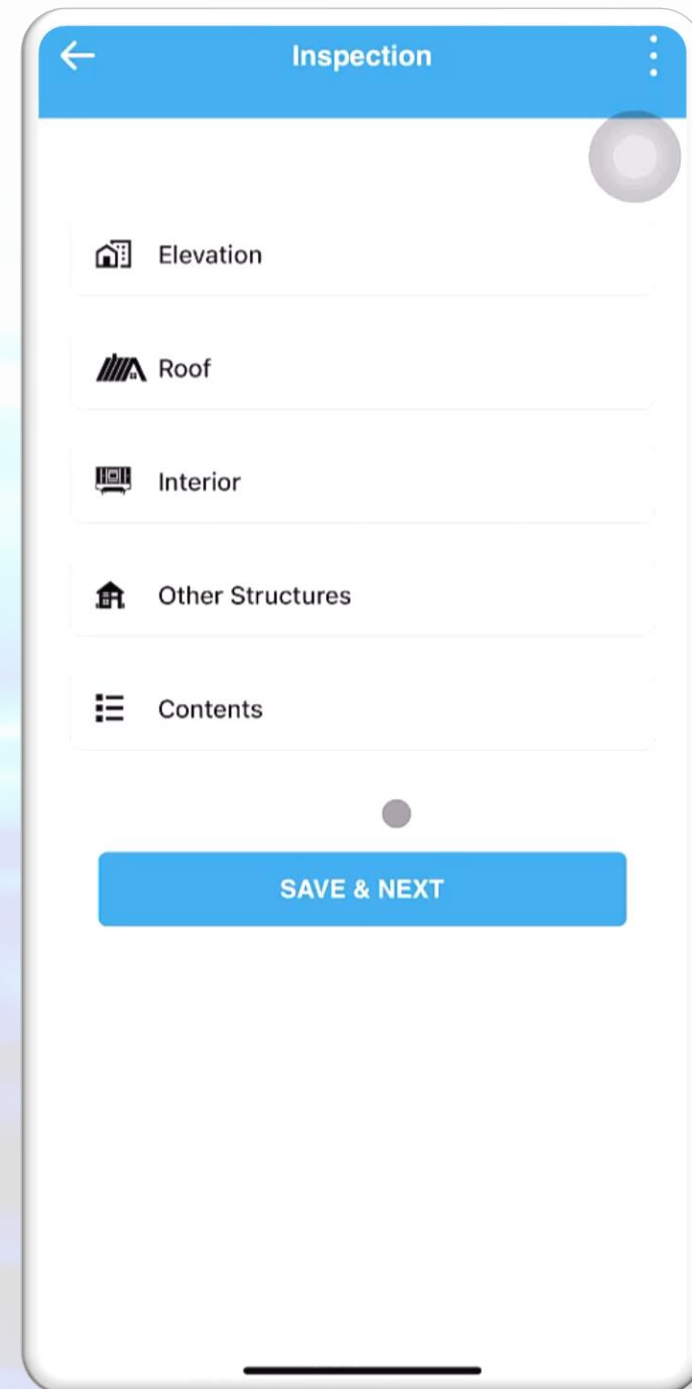 Inspection
Elevation
Roof
Interior
Other Structures
Contents
SAVE & NEXT